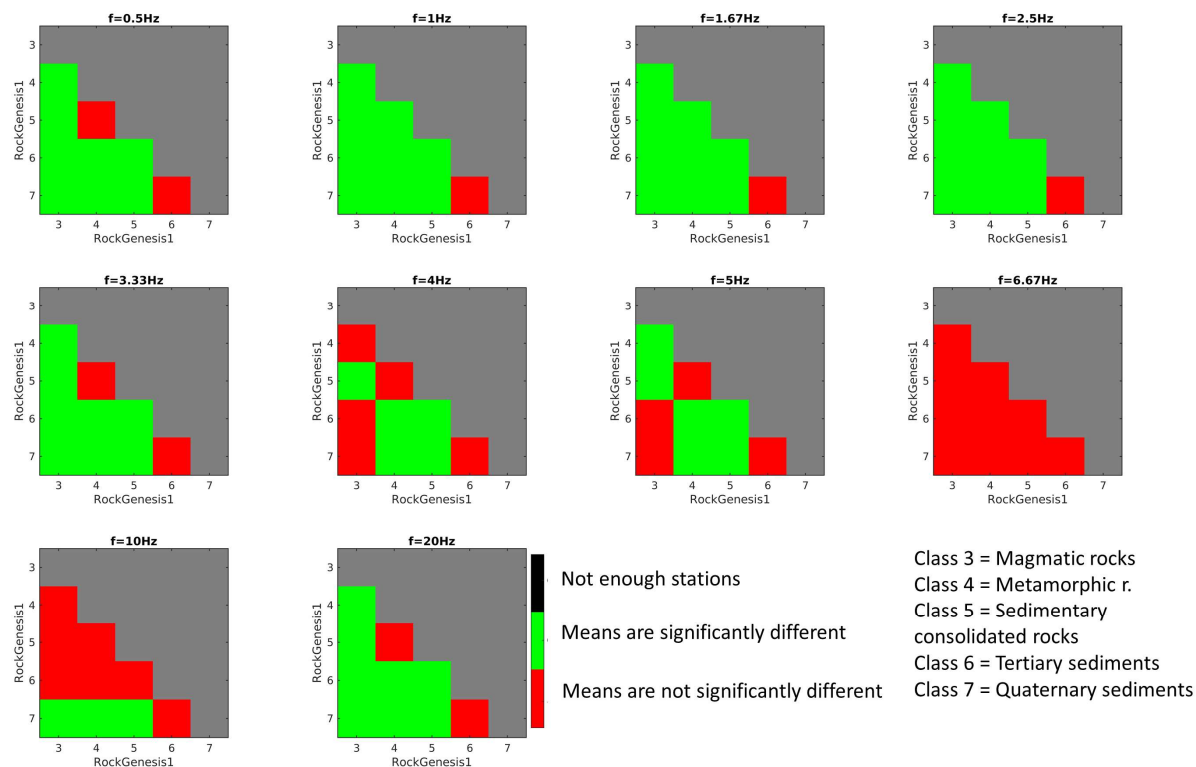 f=0.5Hz
3
4
5
6
7
RockGenesis1
3 4 5 6 7
RockGenesis1
f=1Hz
3
4
5
6
7
RockGenesis1
3 4 5 6 7
RockGenesis1
f=1.67Hz
3
4
5
6
7
RockGenesis1
3 4 5 6 7
RockGenesis1
f=2.5Hz
3
4
5
6
7
RockGenesis1
3 4 5 6 7
RockGenesis1
f=3.33Hz
3
4
5
6
7
RockGenesis1
3 4 5 6 7
RockGenesis1
f=4Hz
3
4
5
6
7
RockGenesis1
3 4 5 6 7
RockGenesis1
f=5Hz
3
4
5
6
7
RockGenesis1
3 4 5 6 7
RockGenesis1
f=6.67Hz
3
4
5
6
7
RockGenesis1
3 4 5 6 7
RockGenesis1
f=10Hz
3
4
5
6
7
RockGenesis1
3 4 5 6 7
RockGenesis1
f=20Hz
3
4
5
6
7
RockGenesis1
3 4 5 6 7
RockGenesis1
Not enough stations
Means are significantly different
Means are not significantly different
Class 3 = Magmatic rocks
Class 4 = Metamorphic r.
Class 5 = Sedimentary
consolidated rocks
Class 6 = Tertiary sediments
Class 7 = Quaternary sediments